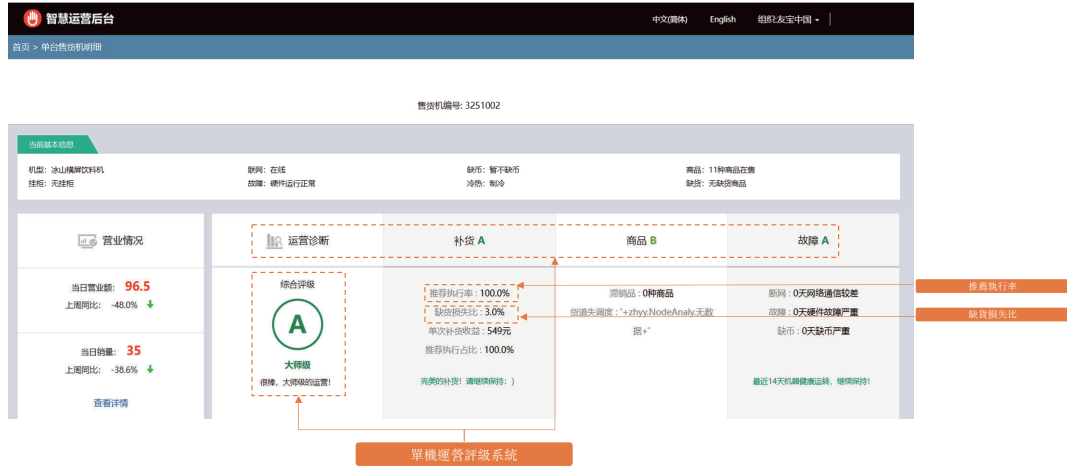 智慧运营后台
中文(简体) English 组织:友宝中国
首页 > 单台售货机明细
售货机编号: 3251002
当前基本信息
机型：冰山横屏饮料机 联网：在线 缺币：暂不缺币 商品：11种商品在售
挂柜：无挂柜 故障：硬件运行正常 冷热：制冷 缺货：无缺货商品
营业情况 运营诊断 补货 A 商品 B 故障 A
当日营业额: 96.5
上周同比: -48.0%
当日销量: 35
上周同比: -38.6%
查看详情
综合评级
A
大师级
很棒，大师级的运营!
推荐执行率 : 100.0%
缺货损失比 : 3.0%
单次补货收益 : 549元
推荐执行占比 : 100.0%
完美的补货! 请继续保持: )
滞销品 : 0种商品
货道失调度 : '+zhyy.NodeAnaly.无数
据+'
断网 : 0天网络通信较差
故障 : 0天硬件故障严重
缺币 : 0天缺币严重
最近14天机器健康运转，继续保持!
推薦執行率
缺貨損失比
單機運營評級系統